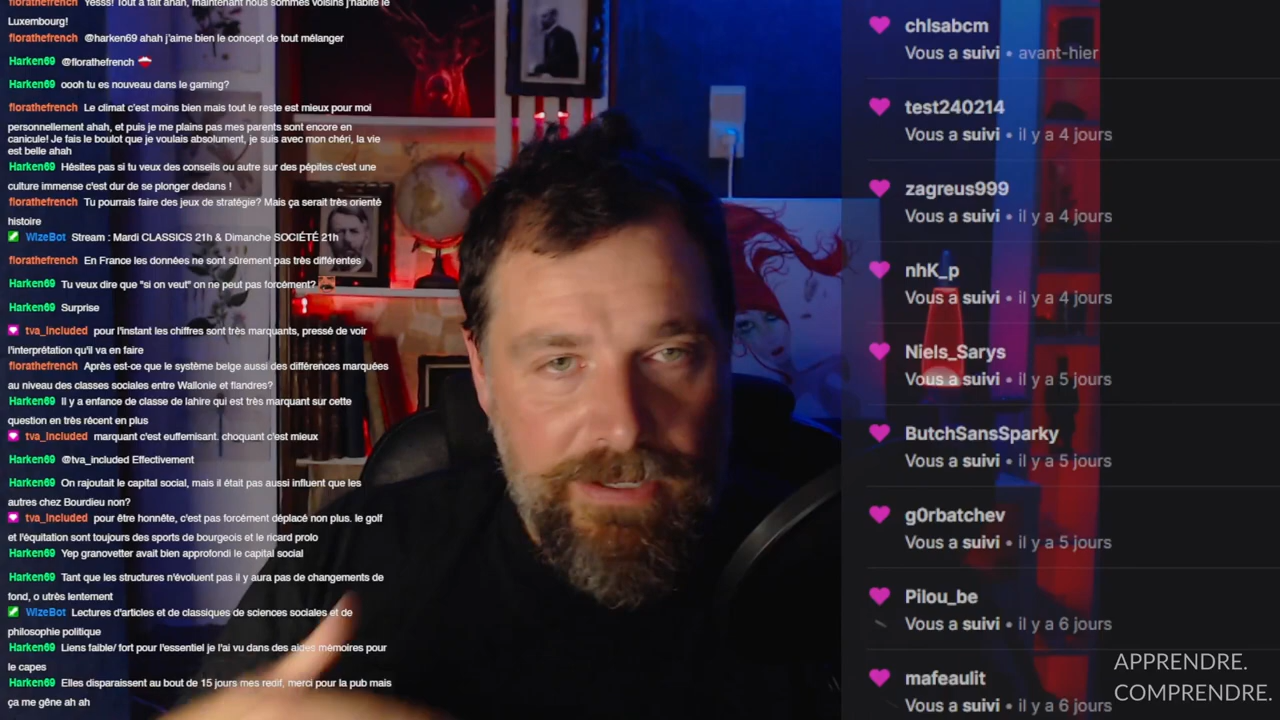 florathefrench Yesss! Tout à fait ahah, maintenant nous sommes voisins j'habite le
Luxembourg!
florathefrench @harken69 ahah j'aime bien le concept de tout mélanger
Harken69 @florathefrench
Harken69 oooh tu es nouveau dans le gaming?
florathefrench Le climat c'est moins bien mais tout le reste est mieux pour moi
personnellement ahah, et puis je me plains pas mes parents sont encore en
canicule! Je fais le boulot que je voulais absolument, je suis avec mon chéri, la vie
est belle ahah
Harken69 Hésites pas si tu veux des conseils ou autre sur des pépites c'est une
culture immense c'est dur de se plonger dedans !
florathefrench Tu pourrais faire des jeux de stratégie? Mais ça serait très orienté
histoire
WizeBot Stream : Mardi CLASSICS 21h & Dimanche SOCIÉTÉ 21h
florathefrench En France les données ne sont sûrement pas très différentes
Harken69 Tu veux dire que "si on veut" on ne peut pas forcément?
Harken69 Surprise
tva_included pour l'instant les chiffres sont très marquants, pressé de voir
l'interprétation qu'il va en faire
florathefrench Après est-ce que le système belge aussi des différences marquées
au niveau des classes sociales entre Wallonie et flandres?
Harken69 Il y a enfance de classe de lahire qui est très marquant sur cette
question en très récent en plus
tva_included marquant c'est euffemisant. choquant c'est mieux
Harken69 @tva_included Effectivement
Harken69 On rajoutait le capital social, mais il était pas aussi influent que les
autres chez Bourdieu non?
tva_included pour être honnête, c'est pas forcément déplacé non plus. le golf
et l'équitation sont toujours des sports de bourgeois et le ricard prolo
Harken69 Yep granovetter avait bien approfondi le capital social
Harken69 Tant que les structures n'évoluent pas il y aura pas de changements de
fond, o utrès lentement
WizeBot Lectures d'articles et de classiques de sciences sociales et de
philosophie politique
Harken69 Liens faible/ fort pour l'essentiel je l'ai vu dans des aides mémoires pour
le capes
Harken69 Elles disparaissent au bout de 15 jours mes redif, merci pour la pub mais
ça me gêne ah ah
chlsabcm
Vous a suivi • avant-hier
test240214
Vous a suivi • il y a 4 jours
zagreus999
Vous a suivi • il y a 4 jours
nhK_p
Vous a suivi • il y a 4 jours
Niels_Sarys
Vous a suivi • il y a 5 jours
ButchSansSparky
Vous a suivi • il y a 5 jours
g0rbatchev
Vous a suivi • il y a 5 jours
Pilou_be
Vous a suivi • il y a 6 jours
mafeaulit
Vous a suivi • il y a 6 jours
APPRENDRE.
COMPRENDRE.